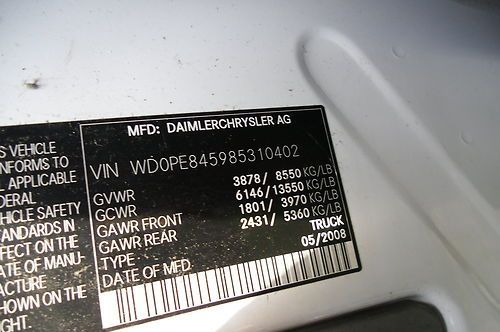 S VEHICLE
NFORMS TO
APPLICABLE
DERAL
HICLE SAFETY
TANDARDS IN
FECT ON THE
ATE OF MANU-
ACTURE
HOWN ON THE
GHT.
MFD: DAIMLERCHRYSLER AG
VIN WD0PE845985310402
GVWR 3878/ 8550 KG/LB
GCWR 6146/13550 KG/LB
GAWR FRONT 1801/ 3970 KG/LB
GAWR REAR 2431/ 5360 KG/LB
TYPE TRUCK
DATE OF MFD 05/2008